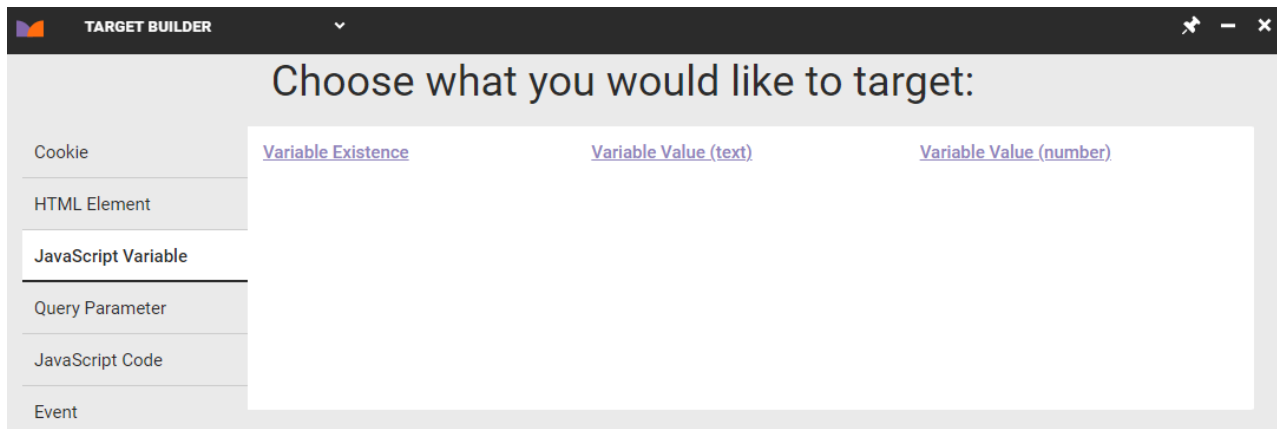 TARGET BUILDER
Choose what you would like to target:
Cookie
HTML Element
JavaScript Variable
Query Parameter
JavaScript Code
Event
Variable Existence
Variable Value (text)
Variable Value (number)